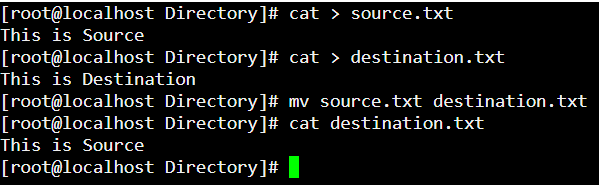 [root@localhost Directory]# cat > source.txt
This is Source
[root@localhost Directory]# cat > destination.txt
This is Destination
[root@localhost Directory]# mv source.txt destination.txt
[root@localhost Directory]# cat destination.txt
This is Source
[root@localhost Directory]#